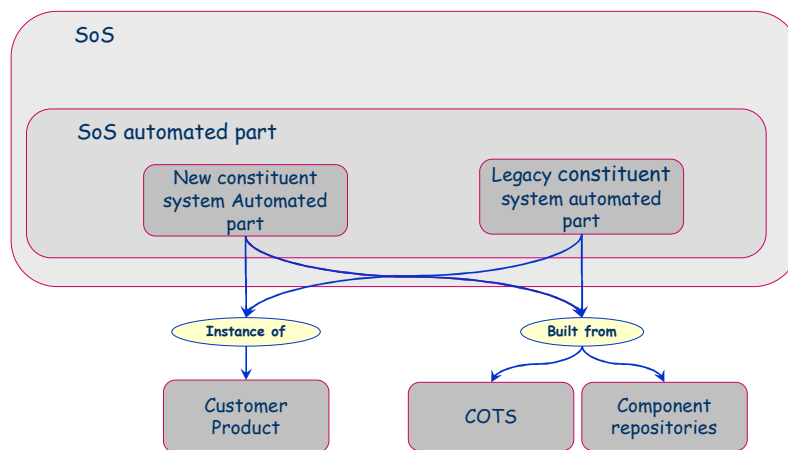 SoS
SoS automated part
New constituent
system Automated
part
Legacy constituent
system automated
part
Instance of
Built from
Customer
Product
COTS
Component
repositories